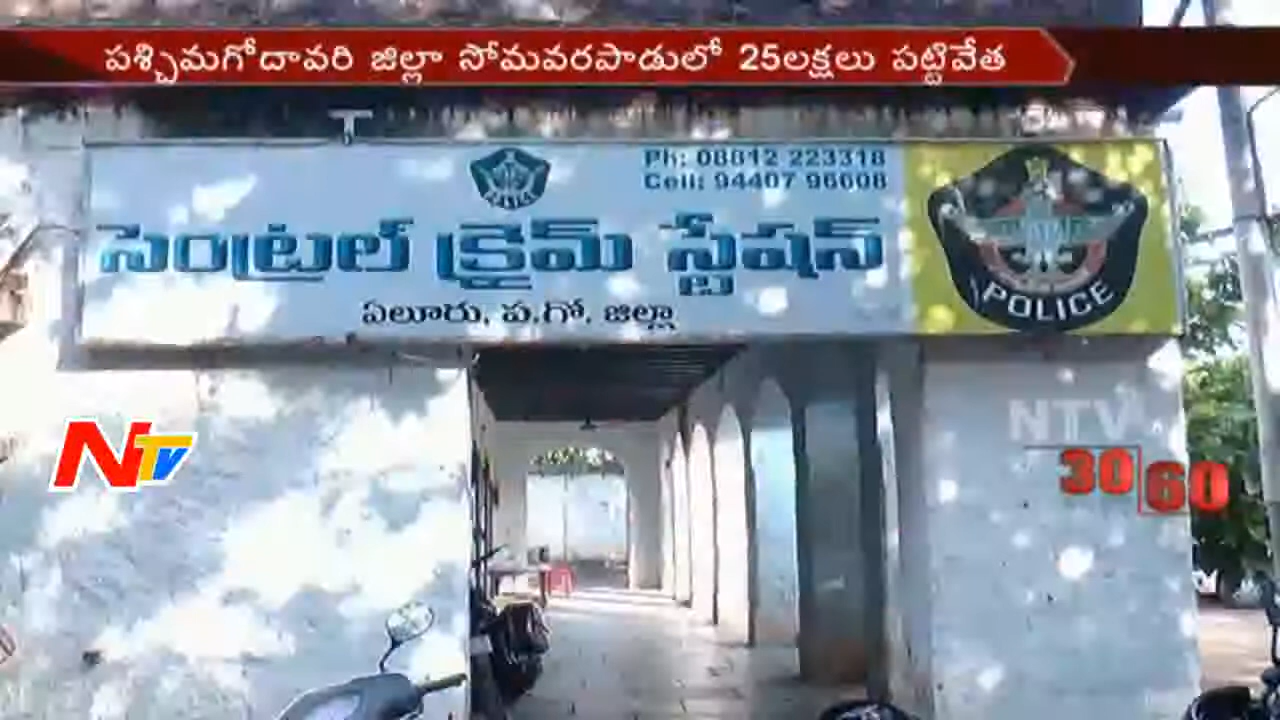 పశ్చిమగోదావరి జిల్లా సోమవరపాడులో 25లక్షలు పట్టివేత
Ph: 08812 223318
Cell: 94407 96608
సెంట్రల్ క్రైమ్ స్టేషన్
ఏలూరు, ప.గో. జిల్లా
POLICE
NTV
NTV
30 60